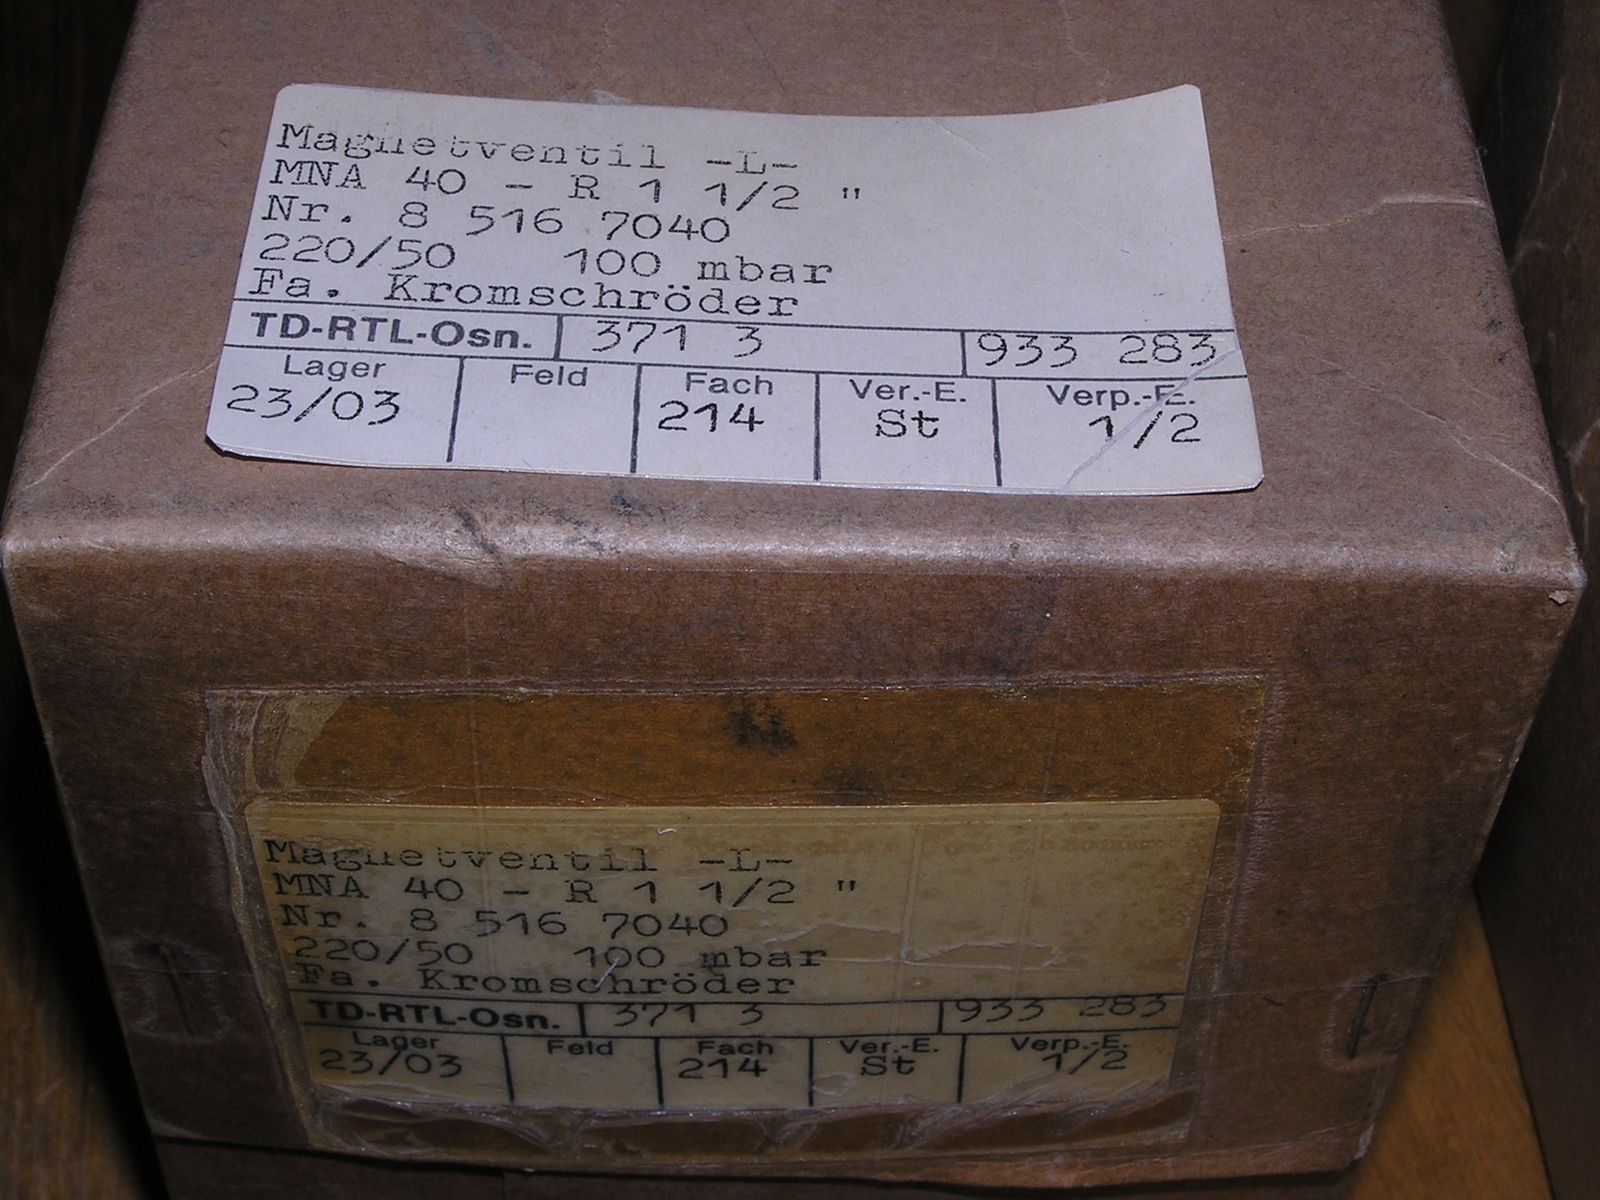 Magnetventil -L-
MNA 40 - R 1 1/2 "
Nr. 8 516 7040
220/50 100 mbar
Fa. Kromschröder
TD-RTL-Osn. 371 3 933 283
Lager Feld Fach Ver.-E. Verp.-E.
23/03 214 St 1/2
Magnetventil -L-
MNA 40 - R 1 1/2 "
Nr. 8 516 7040
220/50 100 mbar
Fa. Kromschröder
TD-RTL-Osn. 371 3 933 283
Lager Feld Fach Ver.-E. Verp.-E.
23/03 214 St 1/2